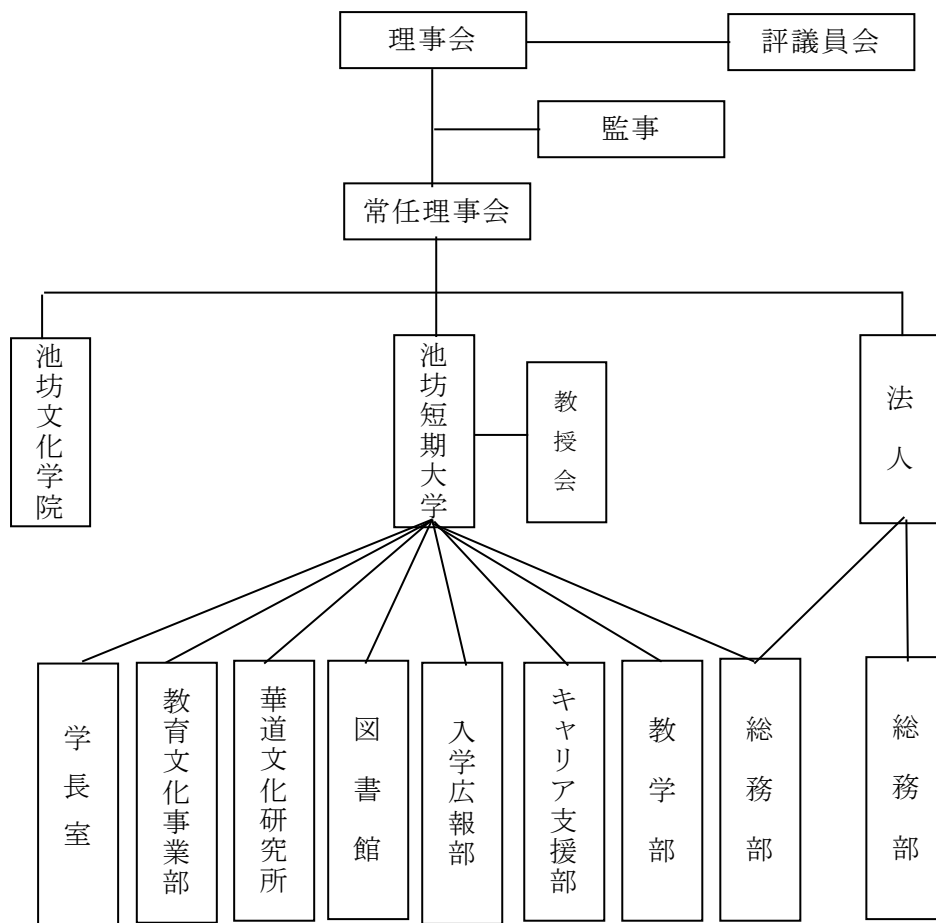 理事会
評議員会
監事
常任理事会
池坊文化学院
池坊短期大学
教授会
法人
学長室
教育文化事業部
華道文化研究所
図書館
入学広報部
キャリア支援部
教学部
総務部
総務部